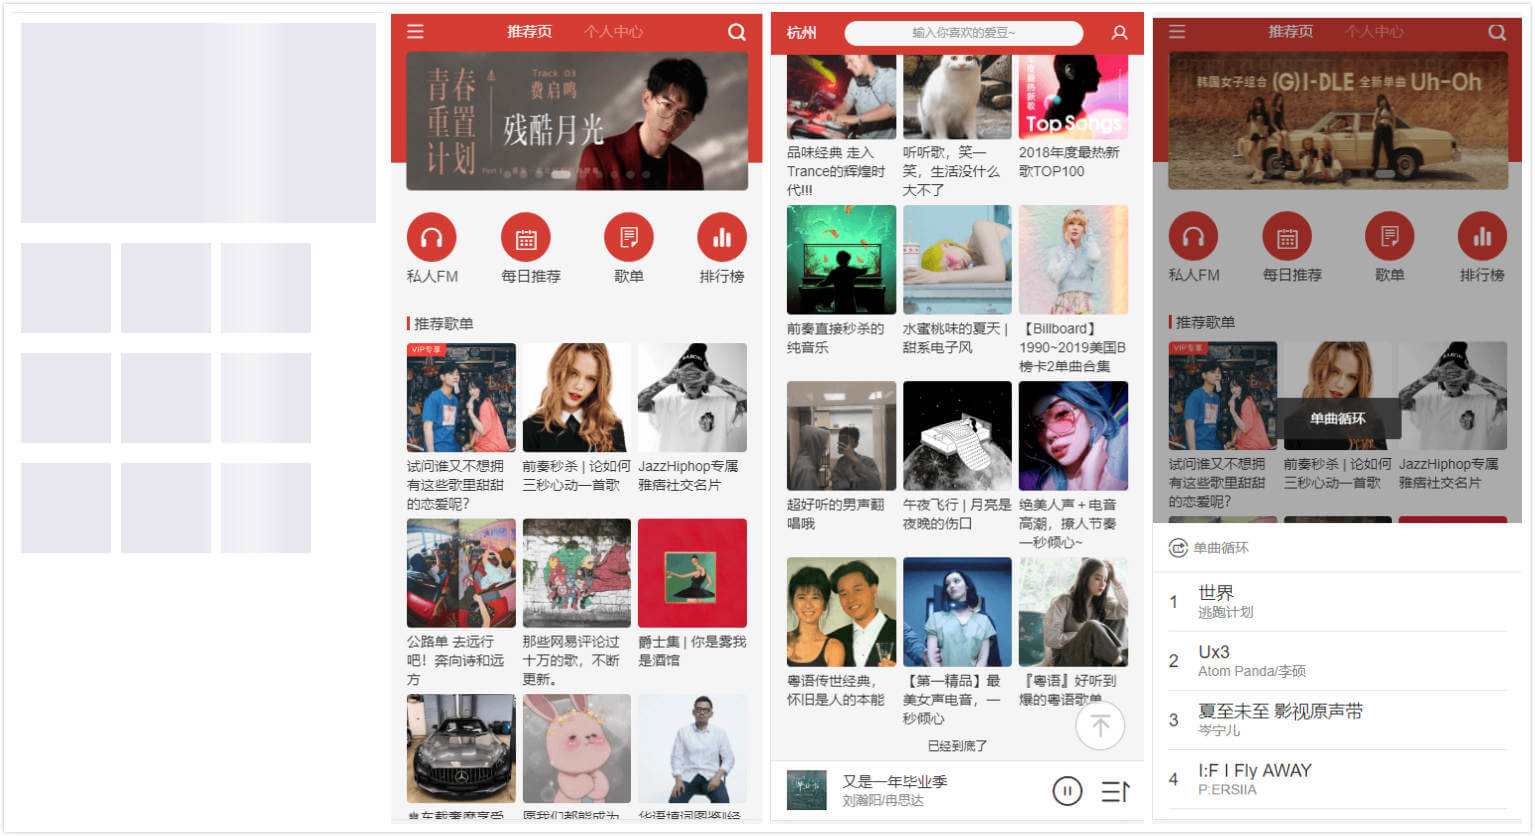 推荐页
个人中心
青春
重置
计划
Track 03
费启鸣
残酷月光
私人FM
每日推荐
歌单
排行榜
推荐歌单
VIP专享
试问谁又不想拥
有这些歌里甜甜
的恋爱呢?
前奏秒杀 | 论如何
三秒心动一首歌
JazzHiphop专属
雅痞社交名片
公路单 去远行
吧！奔向诗和远
方
那些网易评论过
十万的歌，不断
更新。
爵士集 | 你是雾我
是酒馆
愿我们都能成为
杭州
输入你喜欢的爱豆~
年度最热新歌
Top Songs
品味经典 走入
Trance的辉煌时
代!!!
听听歌，笑一
笑，生活没什么
大不了
2018年度最热新
歌TOP100
前奏直接秒杀的
纯音乐
水蜜桃味的夏天 |
甜系电子风
【Billboard】
1990~2019美国B
榜卡2单曲合集
超好听的男声翻
唱哦
午夜飞行 | 月亮是
夜晚的伤口
绝美人声＋电音
高潮，撩人节奏
一秒倾心~
粤语传世经典，
怀旧是人的本能
【第一精品】最
美女声电音，一
秒倾心
『粤语』好听到
爆的粤语歌单
已经到底了
又是一年毕业季
刘瀚阳/冉思达
推荐页
个人中心
韩国女子组合 (G)I-DLE 全新单曲 Uh-Oh
私人FM
每日推荐
歌单
排行榜
推荐歌单
VIP专享
单曲循环
试问谁又不想拥
有这些歌里甜甜
的恋爱呢?
前奏秒杀 | 论如何
三秒心动一首歌
JazzHiphop专属
雅痞社交名片
单曲循环
1
世界
逃跑计划
2
Ux3
Atom Panda/李硕
3
夏至未至 影视原声带
岑宁儿
4
I:F I Fly AWAY
P:ERSIIA